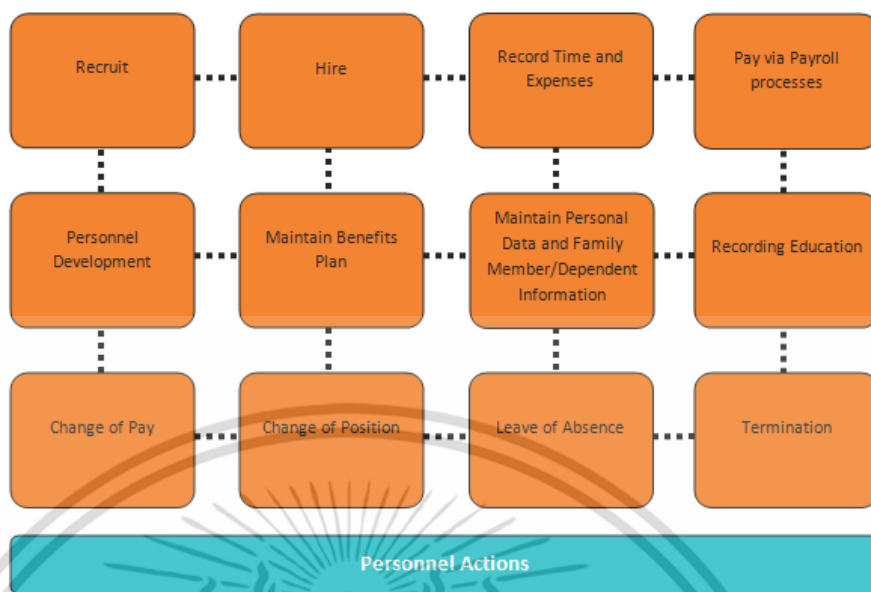 Recruit
Hire
Record Time and
Expenses
Pay via Payroll
processes
Personnel
Development
Maintain Benefits
Plan
Maintain Personal
Data and Family
Member/Dependent
Information
Recording Education
Change of Pay
Change of Position
Leave of Absence
Termination
Personnel Actions